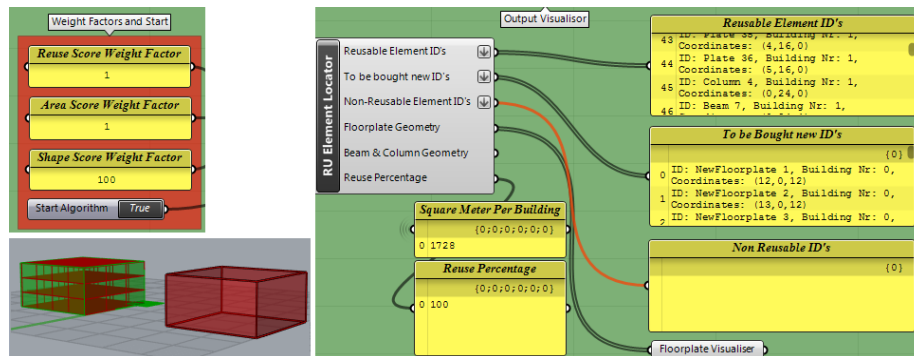 Weight Factors and Start
Reuse Score Weight Factor
1
Area Score Weight Factor
1
Shape Score Weight Factor
100
Start Algorithm True
Output Visualisor
RU Element Locator
Reusable Element ID's
To be bought new ID's
Non-Reusable Element ID's
Floorplate Geometry
Beam & Column Geometry
Reuse Percentage
Square Meter Per Building
{0;0;0;0;0;0}
0 1728
Reuse Percentage
{0;0;0;0;0;0}
0 100
Reusable Element ID's
43 ID: Plate 35, Building Nr: 1,
Coordinates: (4,16,0)
44 ID: Plate 36, Building Nr: 1,
Coordinates: (5,16,0)
45 ID: Column 4, Building Nr: 1,
Coordinates: (0,24,0)
46 ID: Beam 7, Building Nr: 1,
To be Bought new ID's
{0}
0 ID: NewFloorplate 1, Building Nr: 0,
Coordinates: (12,0,12)
1 ID: NewFloorplate 2, Building Nr: 0,
Coordinates: (13,0,12)
2 ID: NewFloorplate 3, Building Nr: 0,
Non Reusable ID's
{0}
Floorplate Visualiser